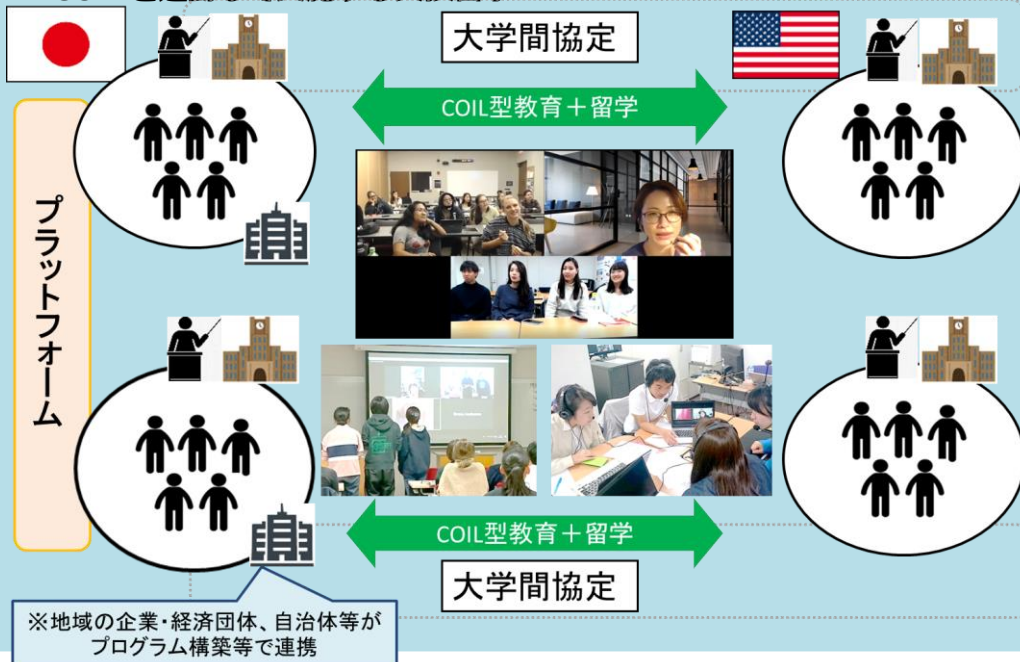 大学間協定
COIL型教育＋留学
プラットフォーム
COIL型教育＋留学
大学間協定
※地域の企業・経済団体、自治体等が
プログラム構築等で連携